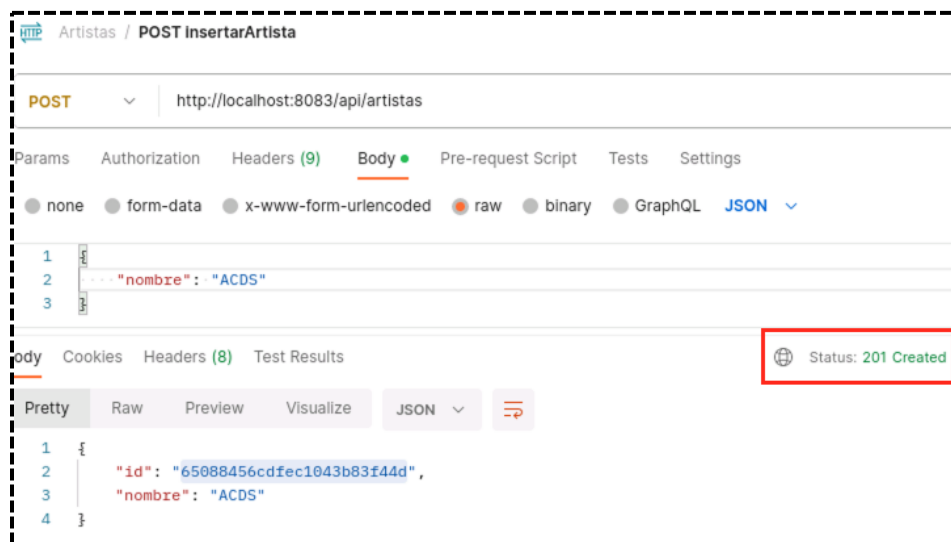 HTTP Artistas / POST insertarArtista
POST http://localhost:8083/api/artistas
Params Authorization Headers (9) Body Pre-request Script Tests Settings
none form-data x-www-form-urlencoded raw binary GraphQL JSON
1 {
2 "nombre": "ACDS"
3 }
ody Cookies Headers (8) Test Results Status: 201 Created
Pretty Raw Preview Visualize JSON
1 {
2 "id": "65088456cdfec1043b83f44d",
3 "nombre": "ACDS"
4 }